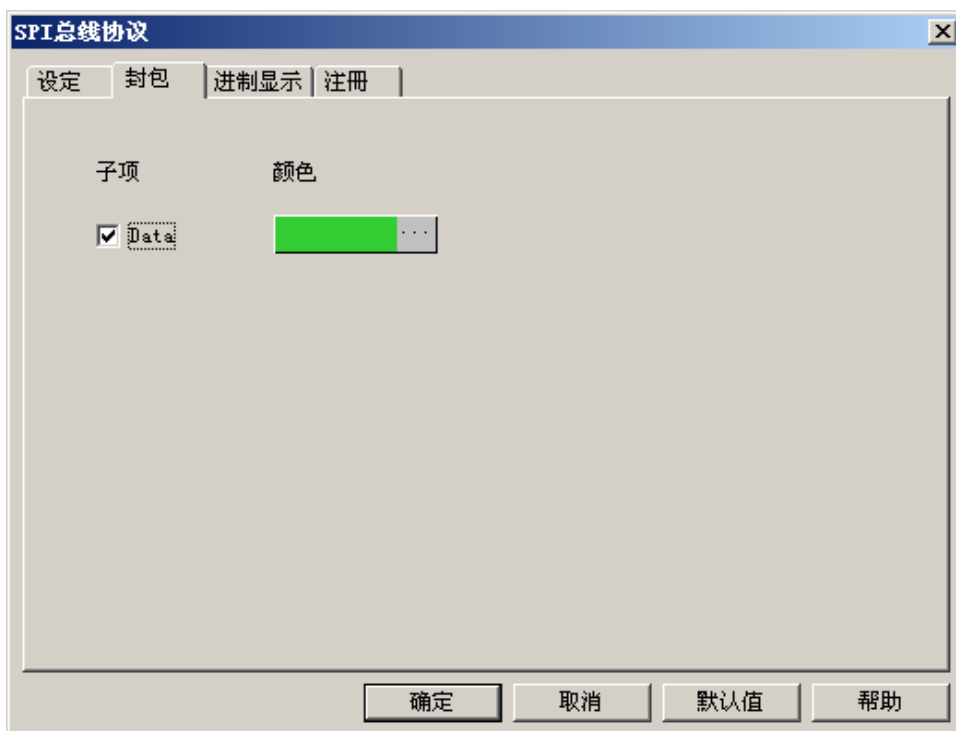 SPI总线协议
设定 封包 进制显示 注冊
子项 颜色
Data ...
确定 取消 默认值 帮助